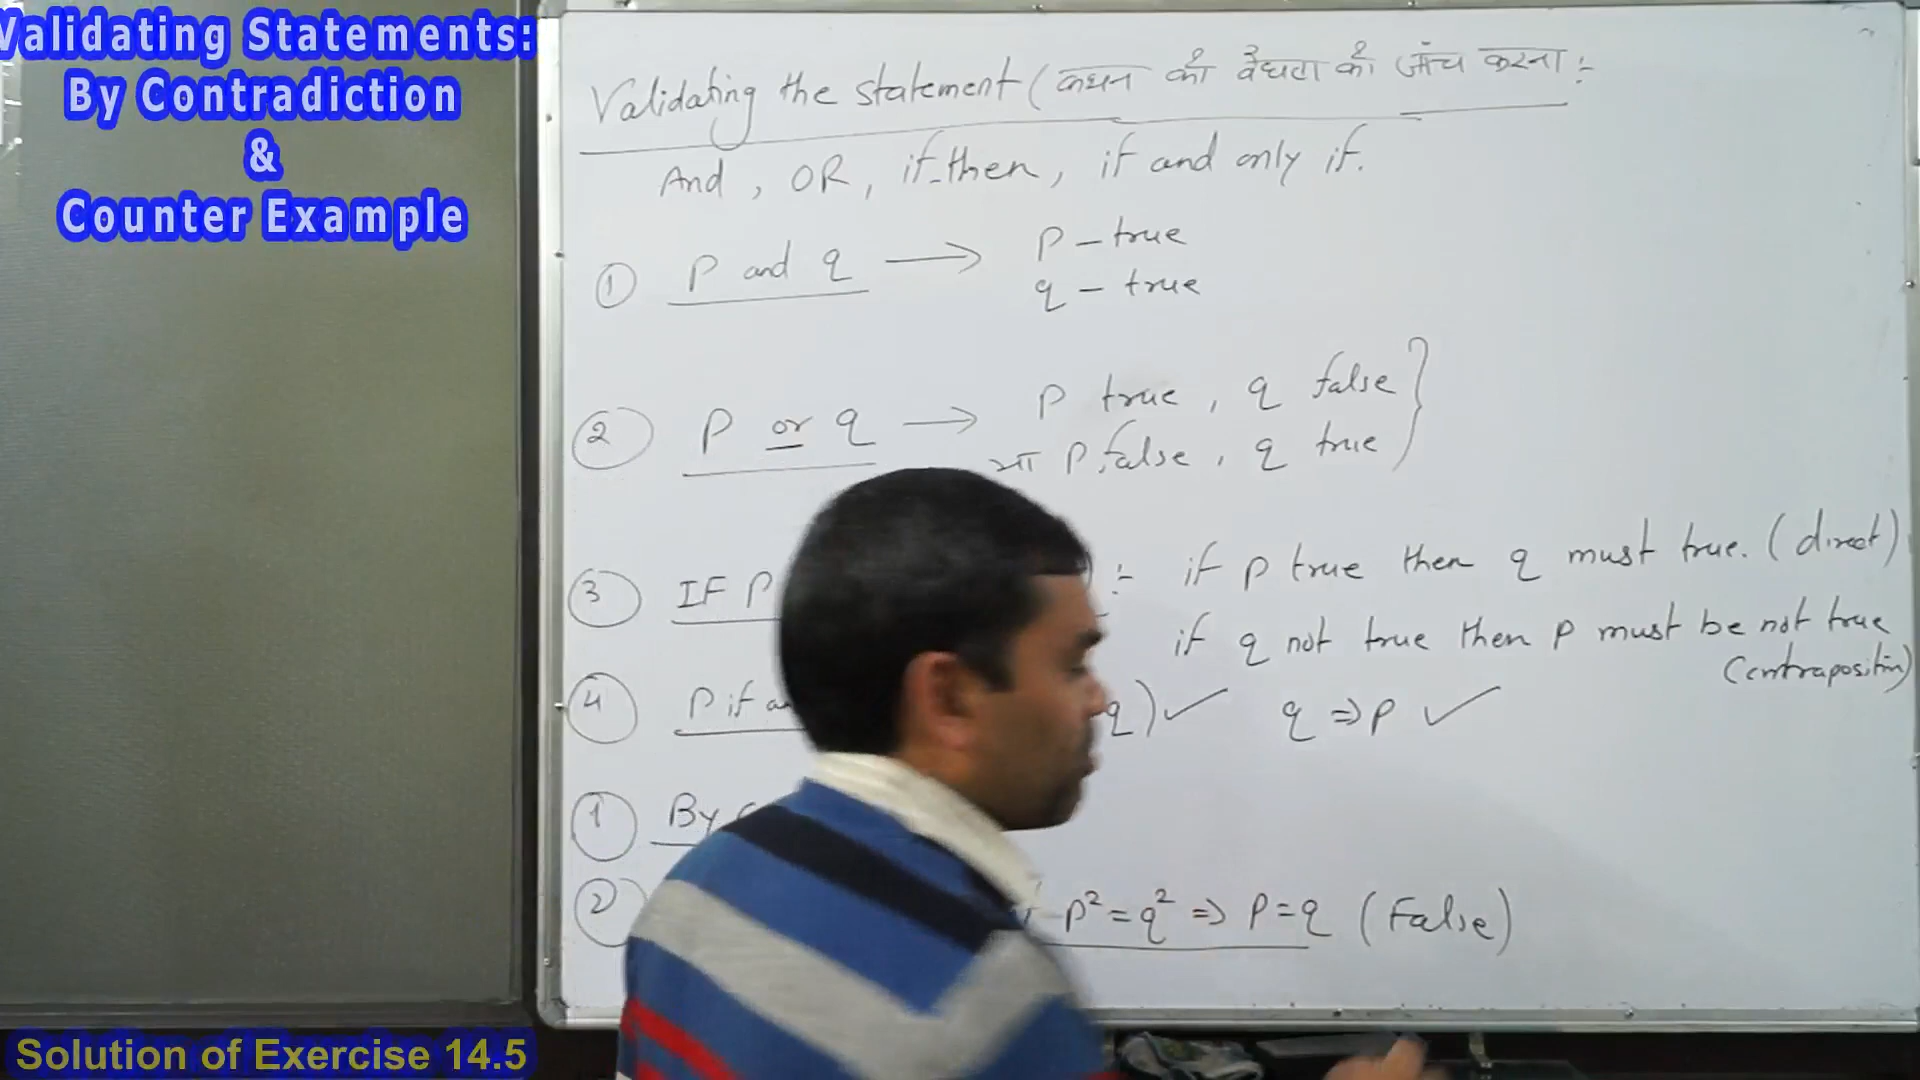 Validating Statements:
By Contradiction
&
Counter Example
Validating the statement (कथन की वैधता की जाँच करना :-
And , OR , if-then, if and only if.
① P and q → P - true
q - true
② P or q → P true , q false }
या P false , q true
③ IF P :- if p true then q must true. (direct)
if q not true then p must be not true
(contraposition)
④ P if q) ✓ q ⇒ p ✓
① By
② p² = q² ⇒ p = q (False)
Solution of Exercise 14.5